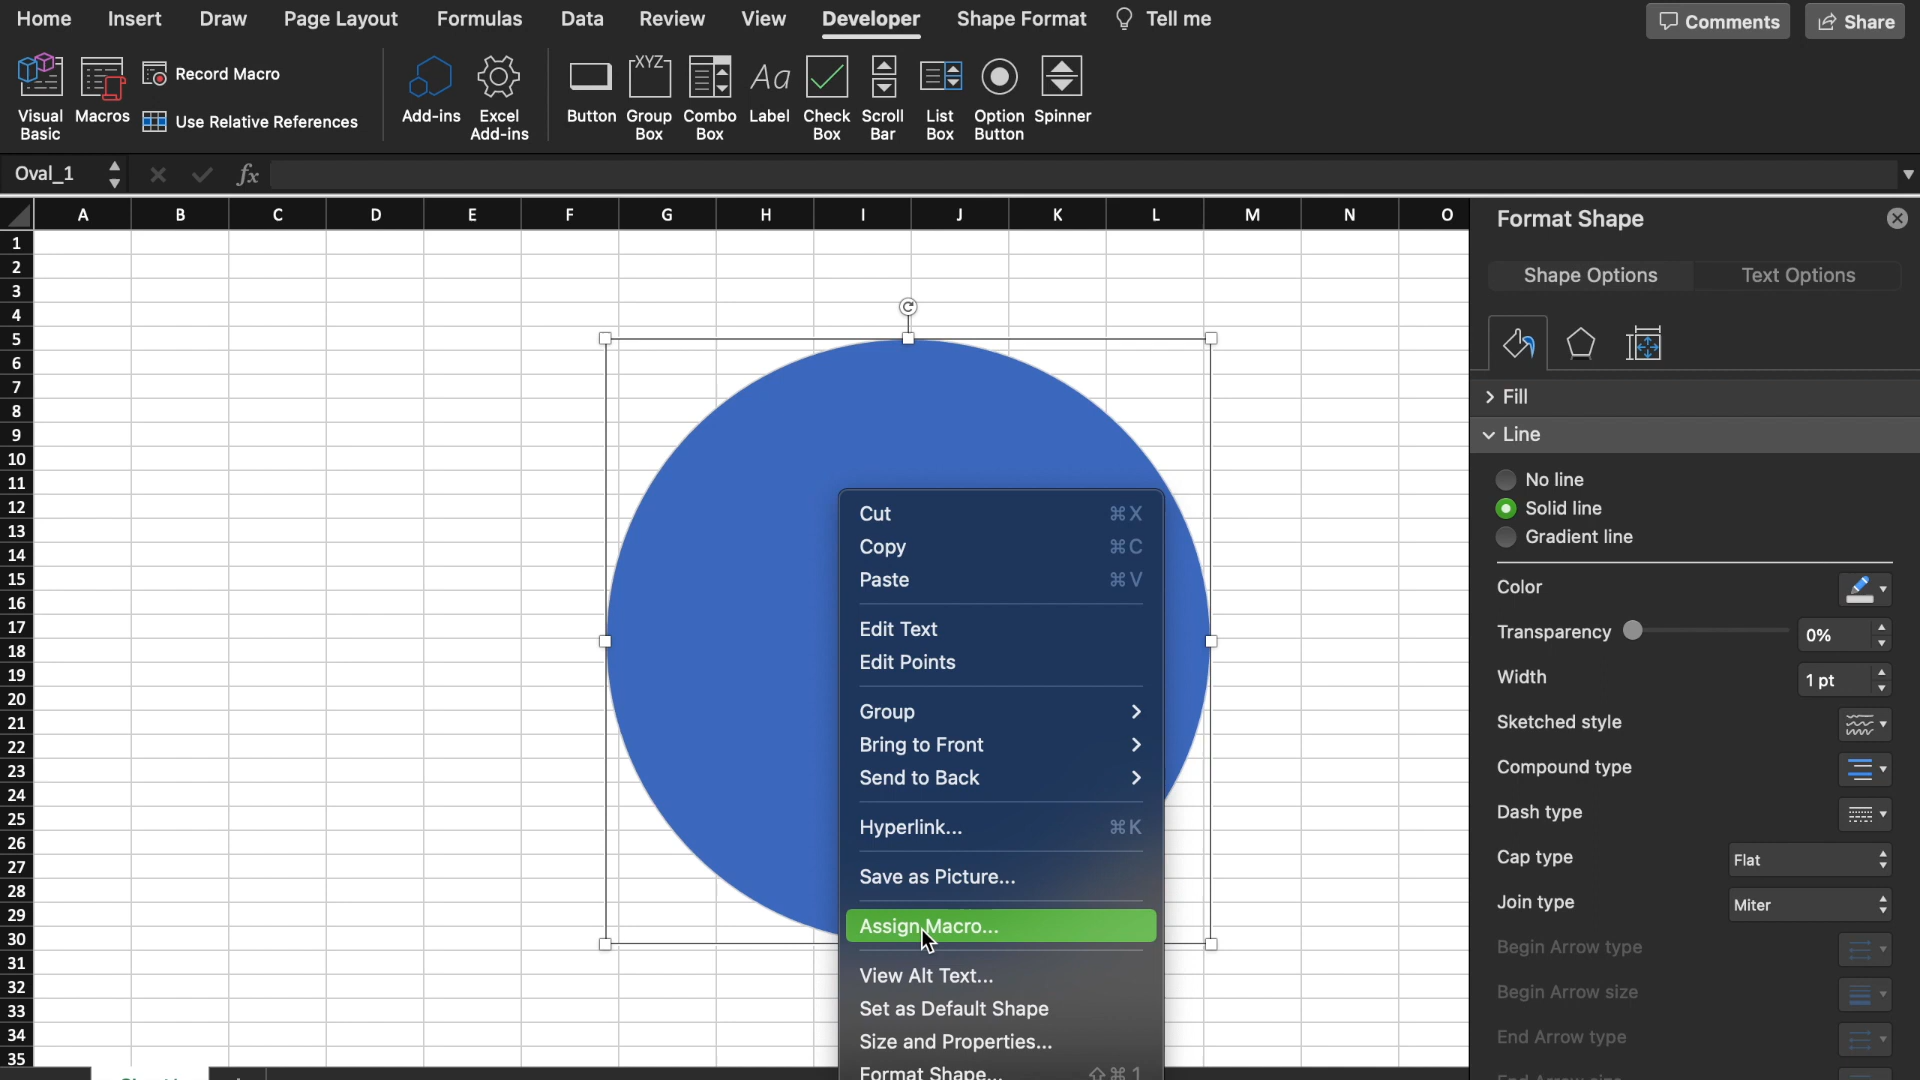 Home Insert Draw Page Layout Formulas Data Review View Developer Shape Format Tell me Comments Share
Visual Basic Macros Record Macro Use Relative References Add-ins Excel Add-ins Button Group Box Combo Box Label Check Box Scroll Bar List Box Option Button Spinner
XYZ Aa
Oval_1 fx
A B C D E F G H I J K L M N O
1
2
3
4
5
6
7
8
9
10
11
12
13
14
15
16
17
18
19
20
21
22
23
24
25
26
27
28
29
30
31
32
33
34
35
Cut ⌘X
Copy ⌘C
Paste ⌘V
Edit Text
Edit Points
Group
Bring to Front
Send to Back
Hyperlink... ⌘K
Save as Picture...
Assign Macro...
View Alt Text...
Set as Default Shape
Size and Properties...
Format Shape... ⇧⌘1
Format Shape
Shape Options Text Options
Fill
Line
No line
Solid line
Gradient line
Color
Transparency 0%
Width 1 pt
Sketched style
Compound type
Dash type
Cap type Flat
Join type Miter
Begin Arrow type
Begin Arrow size
End Arrow type